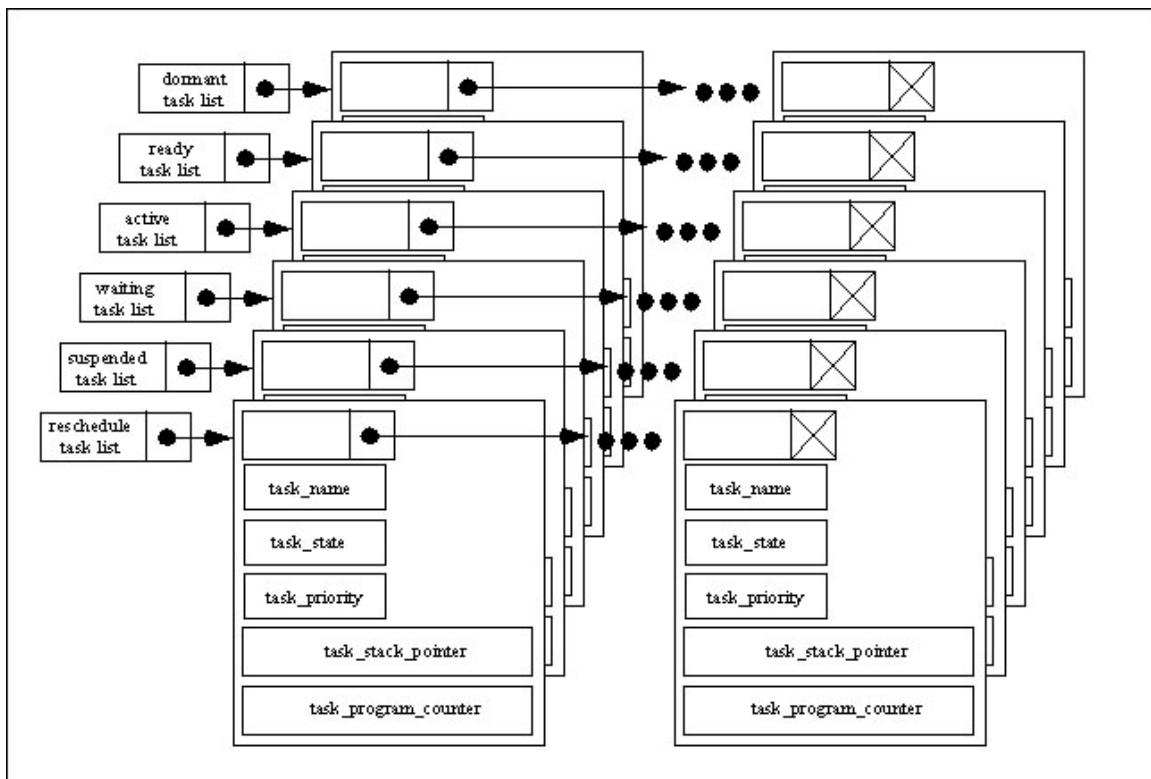 dormant
task list
ready
task list
active
task list
waiting
task list
suspended
task list
reschedule
task list
task_name
task_name
task_state
task_state
task_priority
task_priority
task_stack_pointer
task_stack_pointer
task_program_counter
task_program_counter